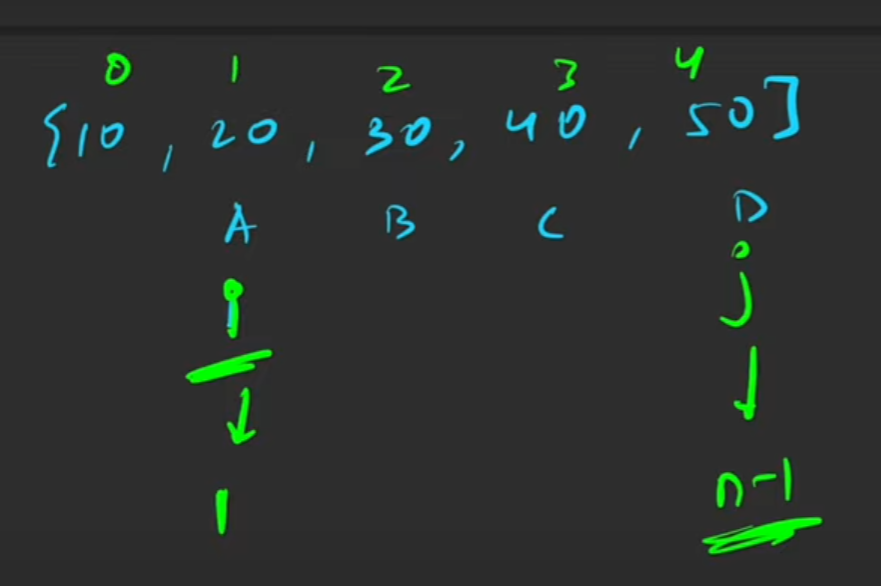 0 1 2 3 4
{10, 20, 30, 40, 50]
A B C D
i j
1 n-1